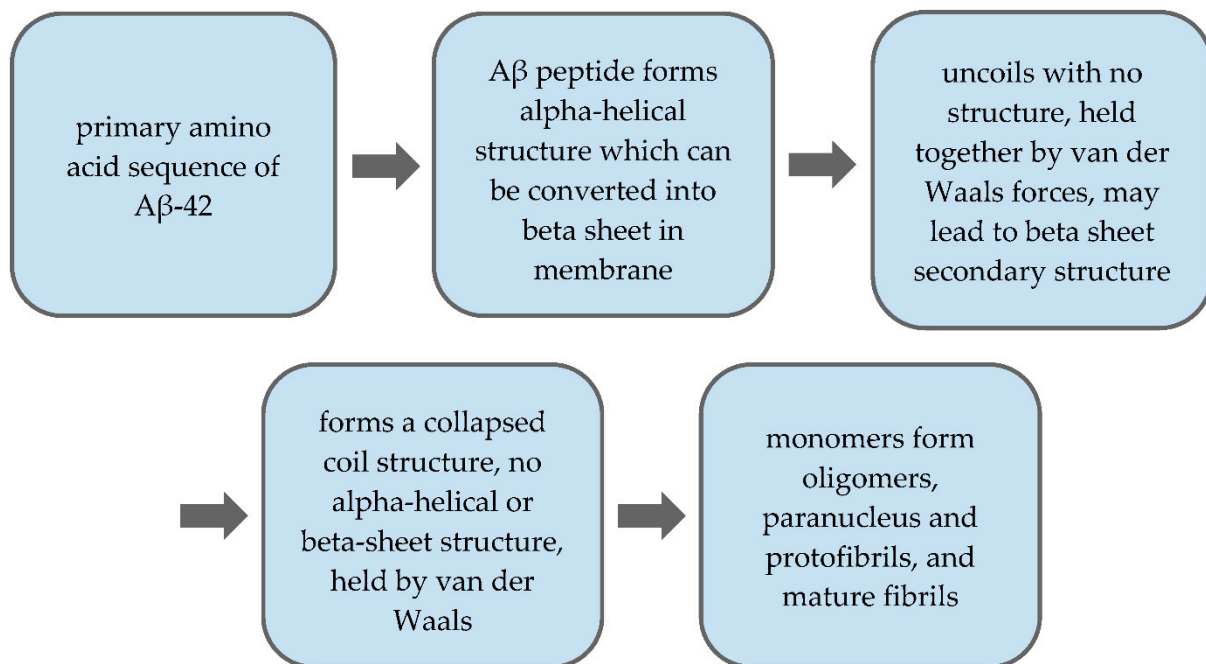 primary amino
acid sequence of
Aβ-42
Aβ peptide forms
alpha-helical
structure which can
be converted into
beta sheet in
membrane
uncoils with no
structure, held
together by van der
Waals forces, may
lead to beta sheet
secondary structure
forms a collapsed
coil structure, no
alpha-helical or
beta-sheet structure,
held by van der
Waals
monomers form
oligomers,
paranucleus and
protofibrils, and
mature fibrils